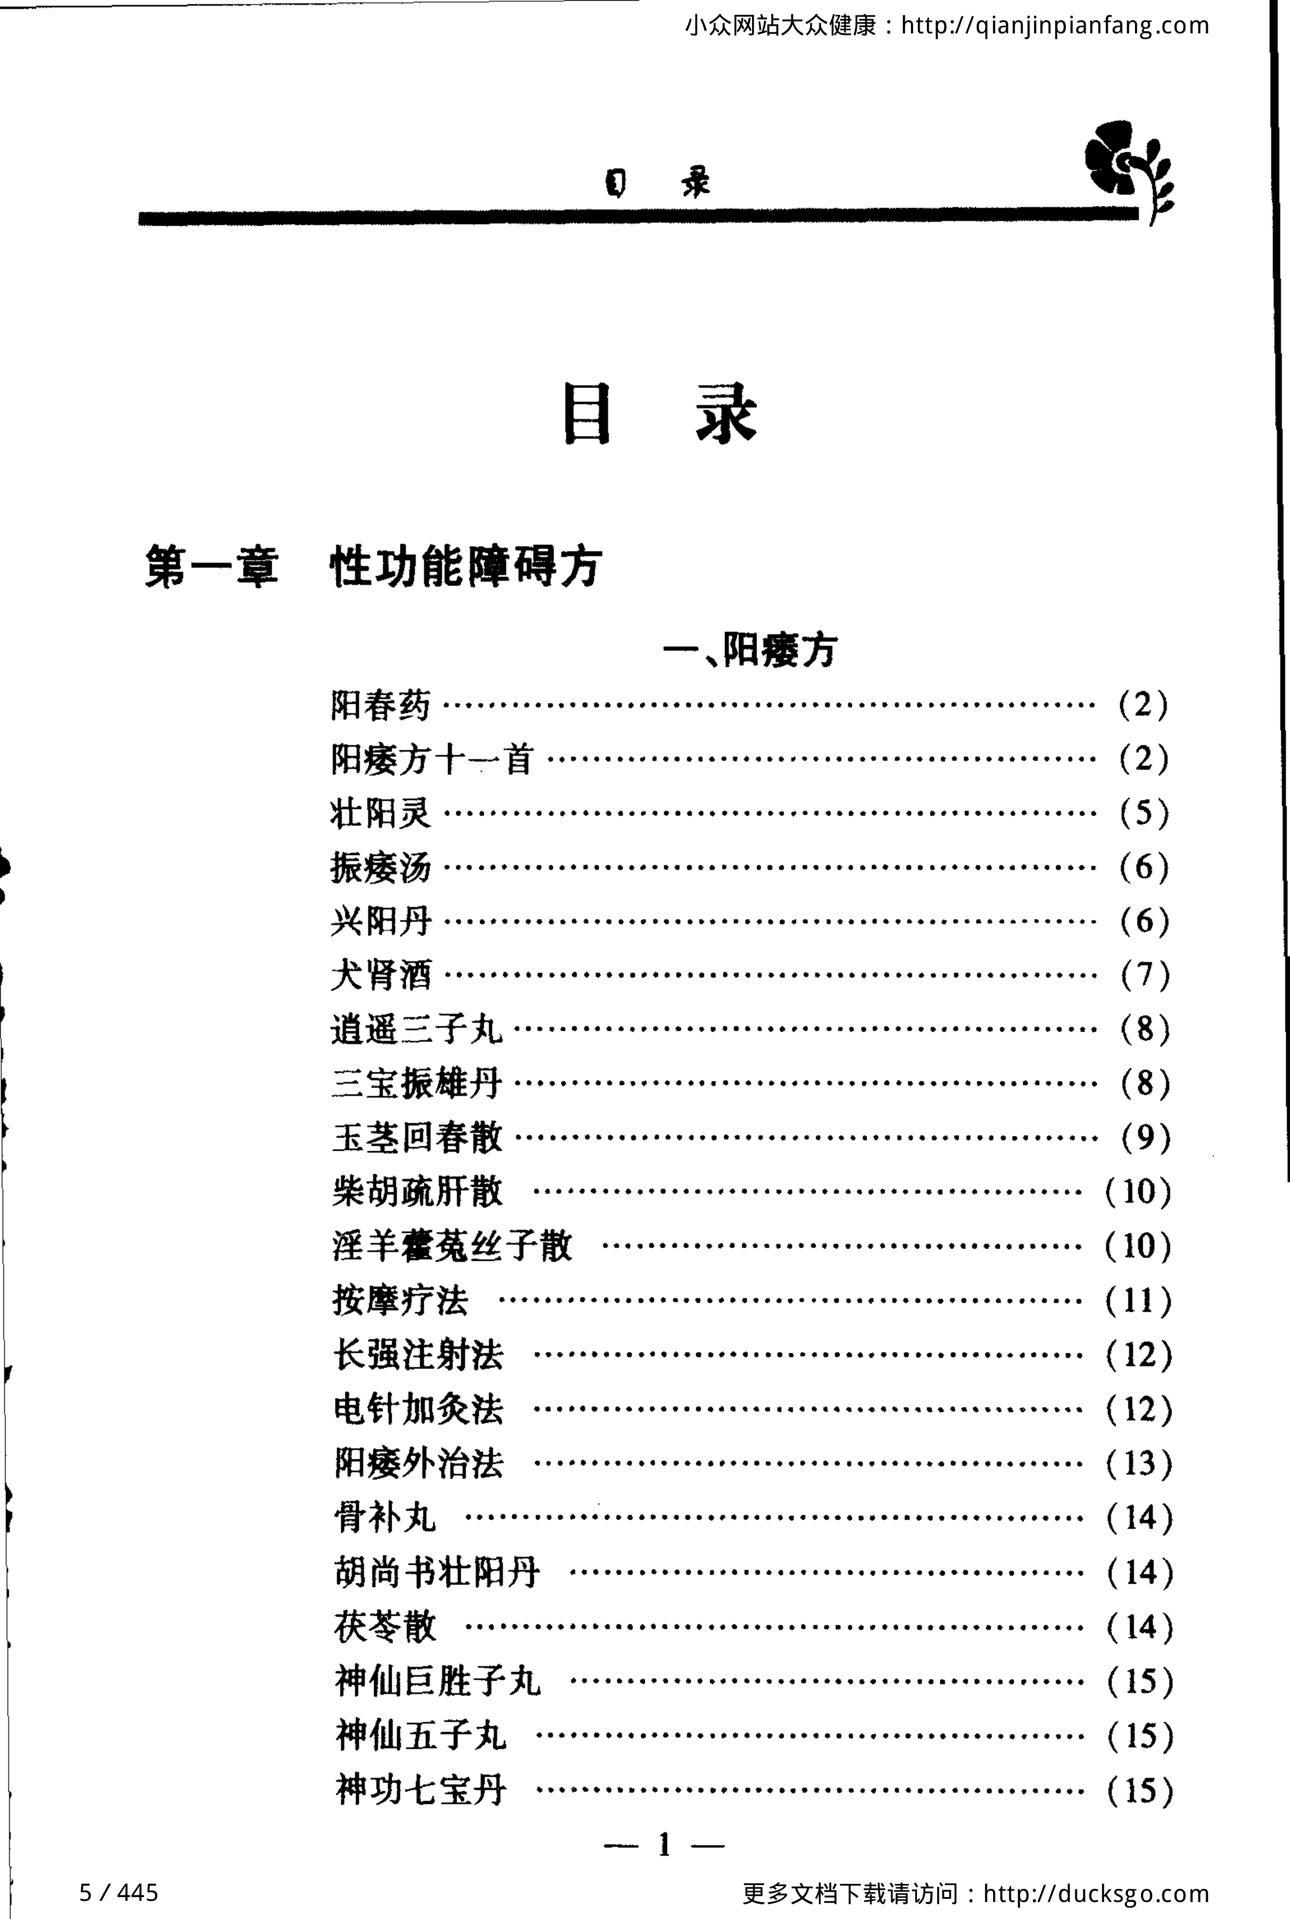 小众网站大众健康：http://qianjinpianfang.com
目 录
目 录
第一章 性功能障碍方
一、阳痿方
阳春药 …………………………………………………… (2)
阳痿方十一首 …………………………………………… (2)
壮阳灵 …………………………………………………… (5)
振痿汤 …………………………………………………… (6)
兴阳丹 …………………………………………………… (6)
犬肾酒 …………………………………………………… (7)
逍遥三子丸 ……………………………………………… (8)
三宝振雄丹 ……………………………………………… (8)
玉茎回春散 ……………………………………………… (9)
柴胡疏肝散 …………………………………………… (10)
淫羊藿菟丝子散 ……………………………………… (10)
按摩疗法 ……………………………………………… (11)
长强注射法 …………………………………………… (12)
电针加灸法 …………………………………………… (12)
阳痿外治法 …………………………………………… (13)
骨补丸 ………………………………………………… (14)
胡尚书壮阳丹 ………………………………………… (14)
茯苓散 ………………………………………………… (14)
神仙巨胜子丸 ………………………………………… (15)
神仙五子丸 …………………………………………… (15)
神功七宝丹 …………………………………………… (15)
— 1 —
5 / 445
更多文档下载请访问：http://ducksgo.com